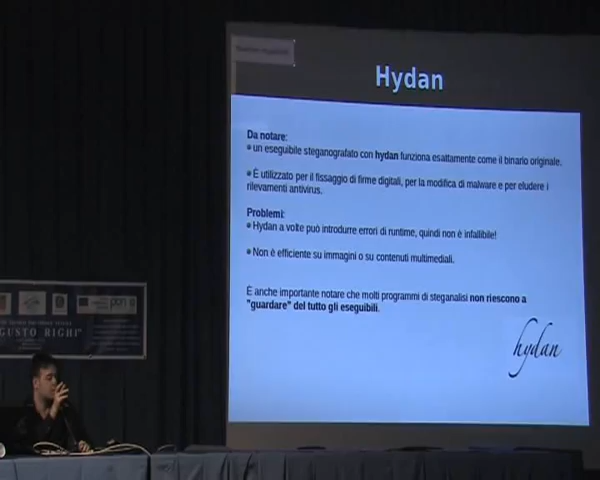 Hydan
Da notare:
un eseguibile steganografato con hydan funziona esattamente come il binario originale.
È utilizzato per il fissaggio di firme digitali, per la modifica di malware e per eludere i
rilevamenti antivirus.
Problemi:
Hydan a volte può introdurre errori di runtime, quindi non è infallibile!
Non è efficiente su immagini o su contenuti multimediali.
È anche importante notare che molti programmi di steganalisi non riescono a
"guardare" del tutto gli eseguibili.
hydan
GUSTO RIGHI"